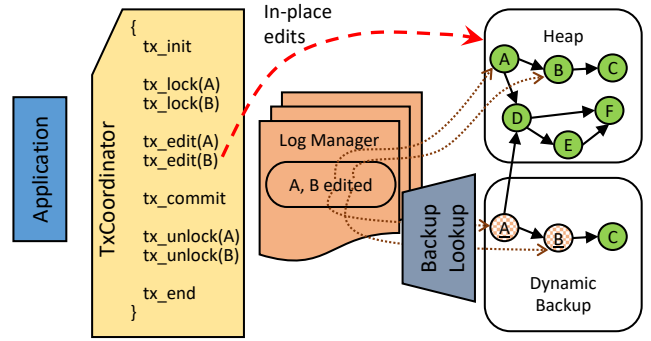 Application
TxCoordinator
{
tx_init
tx_lock(A)
tx_lock(B)
tx_edit(A)
tx_edit(B)
tx_commit
tx_unlock(A)
tx_unlock(B)
tx_end
}
In-place
edits
Log Manager
A, B edited
Backup
Lookup
Heap
A
B
C
D
F
E
A
B
C
Dynamic
Backup